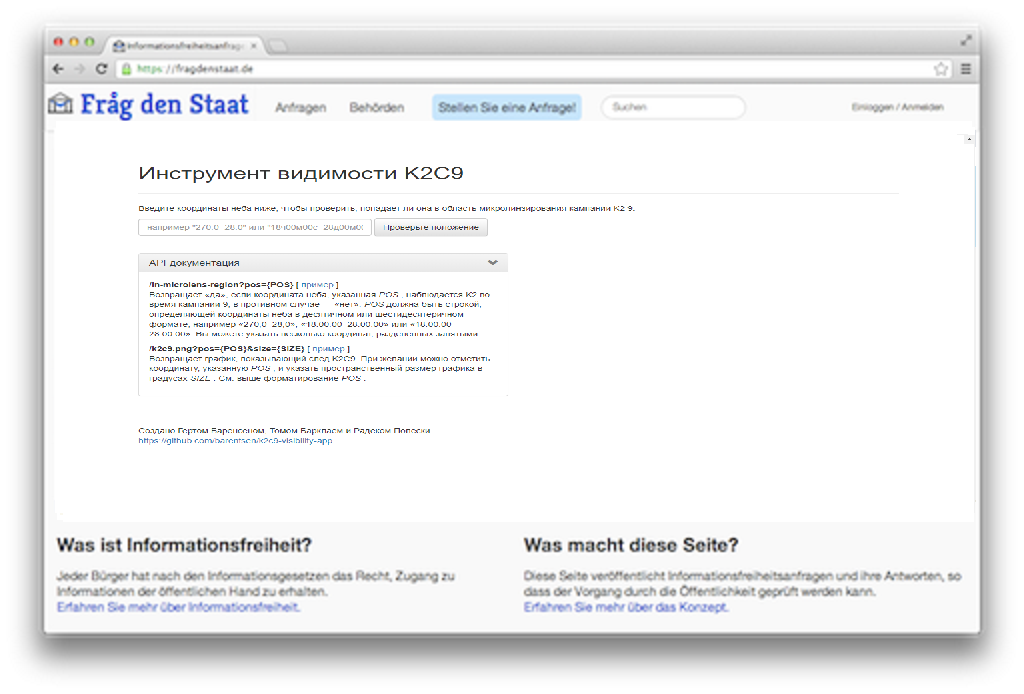 Informationsfreiheitsanfrage
https://fragdenstaat.de
Fråg den Staat
Anfragen
Behörden
Stellen Sie eine Anfrage!
Suchen
Einloggen / Anmelden
Инструмент видимости K2C9
Введите координаты неба ниже, чтобы проверить, попадает ли она в область микролинзирования кампании K2 9.
например "270.0 -28.0" или "18ч00м00с -28д00м0
Проверьте положение
API документация
/in-microlens-region?pos={POS} [ пример ]
Возвращает «да», если координата неба, указанная POS , наблюдается K2 во
время кампании 9, в противном случае — «нет». POS должна быть строкой,
определяющей координаты неба в десятичном или шестидесятеричном
формате, например «270,0 -28,0», «18:00:00 -28:00:00» или «18:00:00
-28:00:00». Вы можете указать несколько координат, разделенных запятыми.
/k2c9.png?pos={POS}&size={SIZE} [ пример ]
Возвращает график, показывающий след K2C9. При желании можно отметить
координату, указанную POS , и указать пространственный размер графика в
градусах SIZE . См. выше форматирование POS .
Создано Гертом Барансеном, Томом Барклаем и Радеком Полески.
https://github.com/barentsen/k2c9-visibility-app
Was ist Informationsfreiheit?
Jeder Bürger hat nach den Informationsgesetzen das Recht, Zugang zu
Informationen der öffentlichen Hand zu erhalten.
Erfahren Sie mehr über Informationsfreiheit.
Was macht diese Seite?
Diese Seite veröffentlicht Informationsfreiheitsanfragen und ihre Antworten, so
dass der Vorgang durch die Öffentlichkeit geprüft werden kann.
Erfahren Sie mehr über das Konzept.